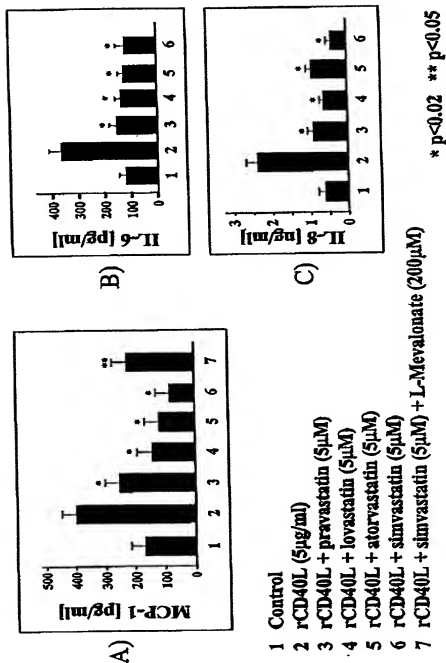 A)
MCP-1 [pg/ml]
500
400
300
200
100
0
* * * * **
1 2 3 4 5 6 7
B)
IL-6 [pg/ml]
400
300
200
100
0
* * * *
1 2 3 4 5 6
C)
IL-8 [ng/ml]
3
2
1
0
* * * *
1 2 3 4 5 6
1 Control
2 rCD40L (5µg/ml)
3 rCD40L + pravastatin (5µM)
4 rCD40L + lovastatin (5µM)
5 rCD40L + atorvastatin (5µM)
6 rCD40L + simvastatin (5µM)
7 rCD40L + simvastatin (5µM) + L-Mevalonate (200µM)
* p<0.02 ** p<0.05